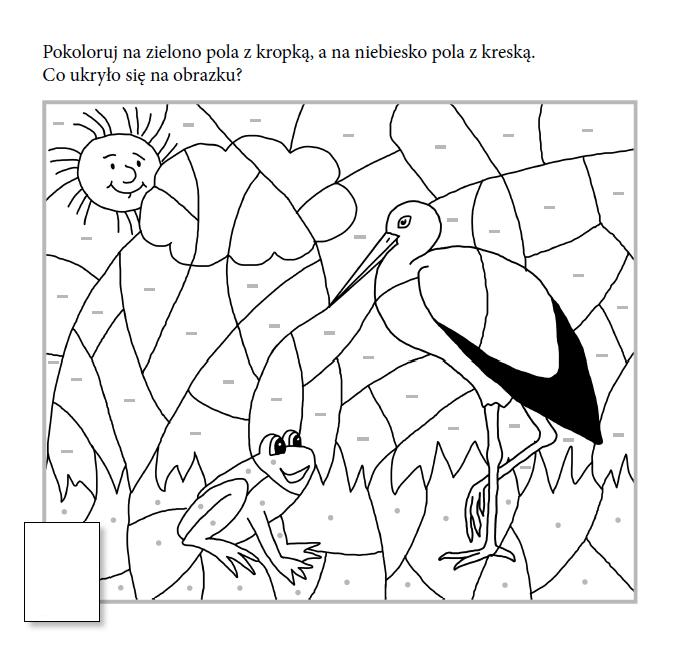 Pokoloruj na zielono pola z kropką, a na niebiesko pola z kreską.
Co ukryło się na obrazku?